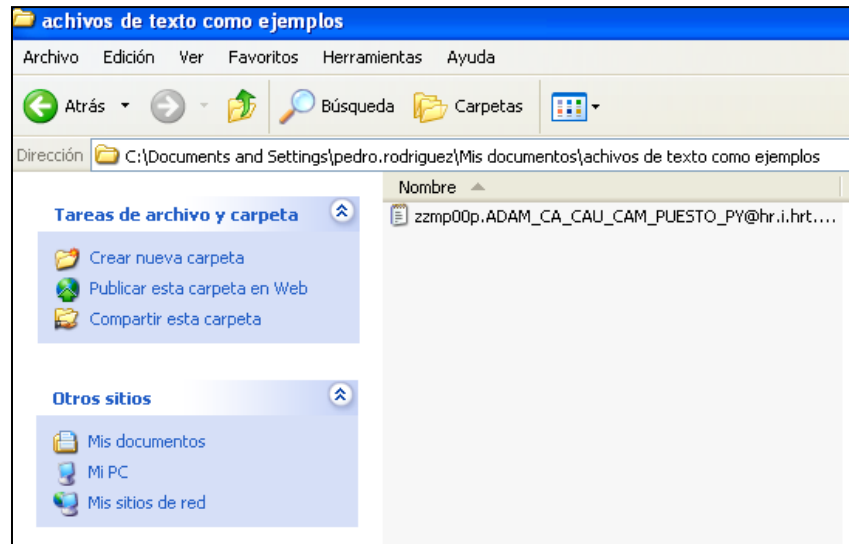 achivos de texto como ejemplos
Archivo Edición Ver Favoritos Herramientas Ayuda
Atrás Búsqueda Carpetas
Dirección C:\Documents and Settings\pedro.rodriguez\Mis documentos\achivos de texto como ejemplos
Nombre
zzmp00p.ADAM_CA_CAU_CAM_PUESTO_PY@hr.i.hrt....
Tareas de archivo y carpeta
Crear nueva carpeta
Publicar esta carpeta en Web
Compartir esta carpeta
Otros sitios
Mis documentos
Mi PC
Mis sitios de red